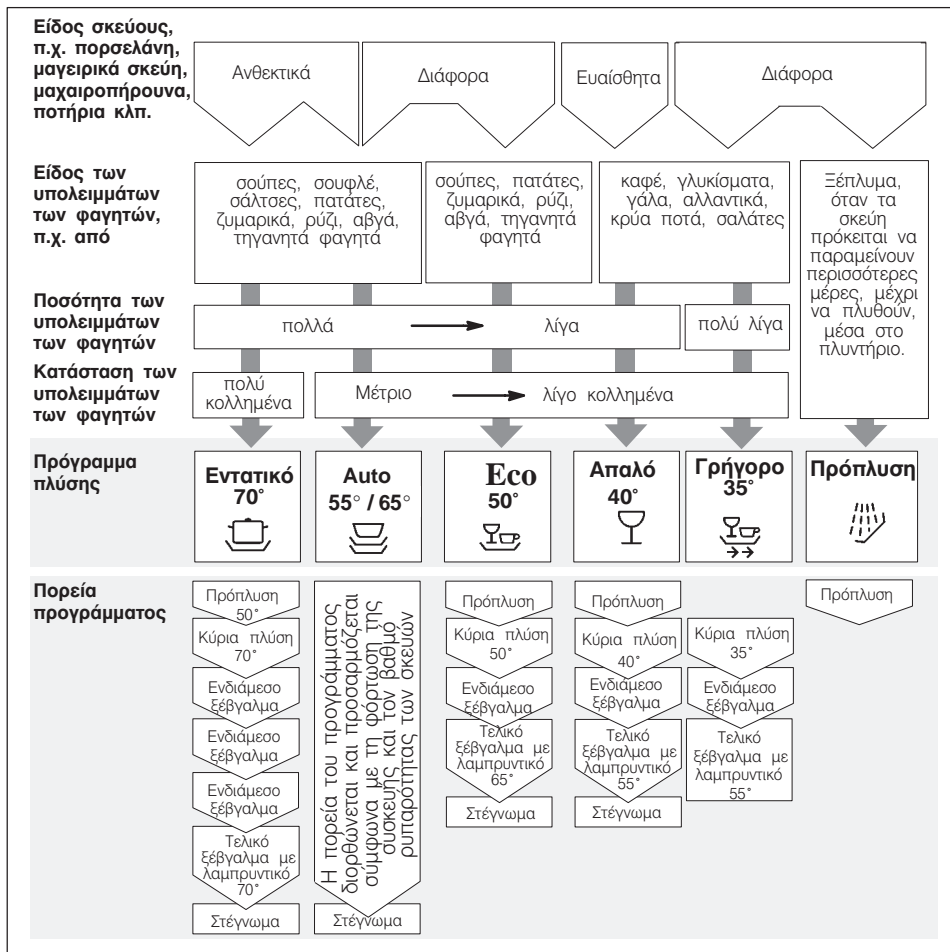 Είδος σκεύους,
π.χ. πορσελάνη,
μαγειρικά σκεύη,
μαχαιροπήρουνα,
ποτήρια κλπ.
Ανθεκτικά
Διάφορα
Ευαίσθητα
Διάφορα
Είδος των
υπολειμμάτων
των φαγητών,
π.χ. από
σούπες, σουφλέ,
σάλτσες, πατάτες,
ζυμαρικά, ρύζι, αβγά,
τηγανητά φαγητά
σούπες, πατάτες,
ζυμαρικά, ρύζι,
αβγά, τηγανητά
φαγητά
καφέ, γλυκίσματα,
γάλα, αλλαντικά,
κρύα ποτά, σαλάτες
Ξέπλυμα,
όταν τα
σκεύη
πρόκειται να
παραμείνουν
περισσότερες
μέρες, μέχρι
να πλυθούν,
μέσα στο
πλυντήριο.
Ποσότητα των
υπολειμμάτων
των φαγητών
πολλά
λίγα
πολύ λίγα
Κατάσταση των
υπολειμμάτων
των φαγητών
πολύ
κολλημένα
Μέτριο
λίγο κολλημένα
Πρόγραμμα
πλύσης
Εντατικό
70°
Auto
55° / 65°
Eco
50°
Απαλό
40°
Γρήγορο
35°
Πρόπλυση
Πορεία
προγράμματος
Πρόπλυση
50°
Κύρια πλύση
70°
Ενδιάμεσο
ξέβγαλμα
Ενδιάμεσο
ξέβγαλμα
Ενδιάμεσο
ξέβγαλμα
Τελικό
ξέβγαλμα με
λαμπρυντικό
70°
Στέγνωμα
Η πορεία του προγράμματος
διορθώνεται και προσαρμόζεται
σύμφωνα με τη φόρτωση της
συσκευής και τον βαθμό
ρυπαρότητας των σκευών
Στέγνωμα
Πρόπλυση
Κύρια πλύση
50°
Ενδιάμεσο
ξέβγαλμα
Τελικό
ξέβγαλμα με
λαμπρυντικό
65°
Στέγνωμα
Πρόπλυση
Κύρια πλύση
40°
Ενδιάμεσο
ξέβγαλμα
Τελικό
ξέβγαλμα με
λαμπρυντικό
55°
Στέγνωμα
Κύρια πλύση
35°
Ενδιάμεσο
ξέβγαλμα
Τελικό
ξέβγαλμα με
λαμπρυντικό
55°
Πρόπλυση